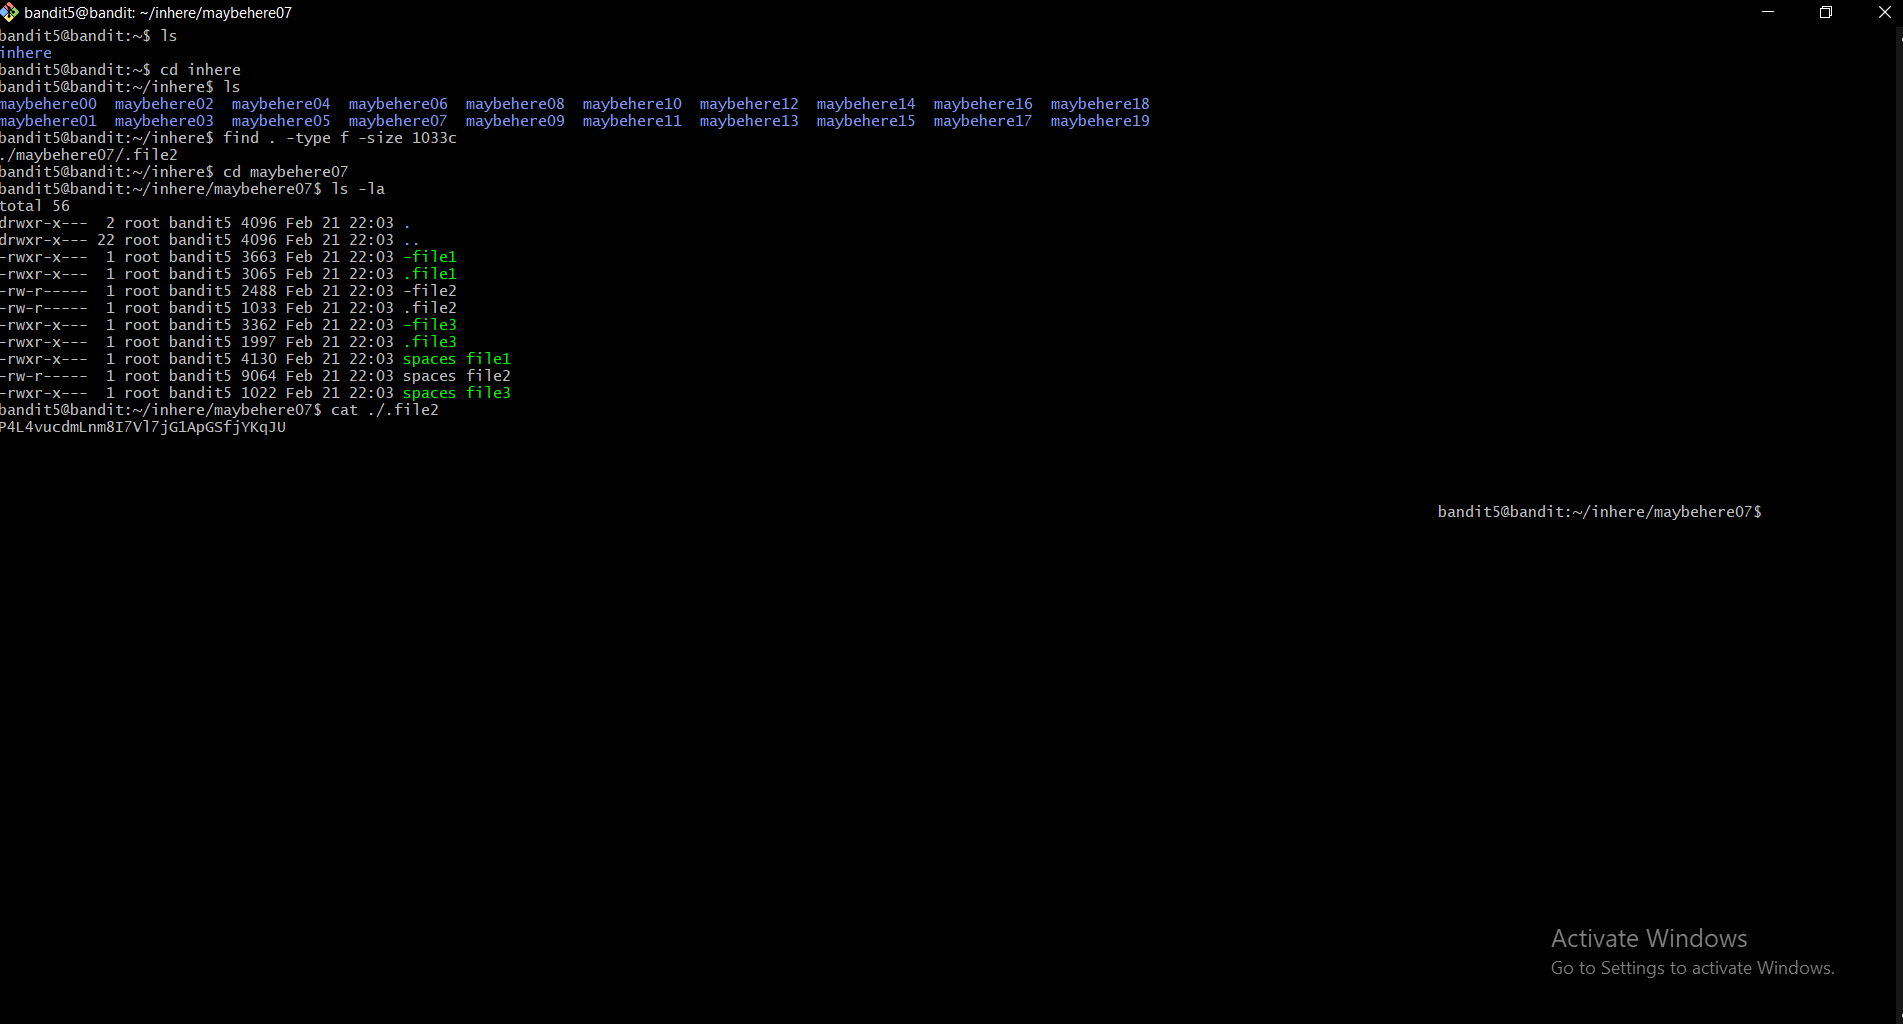 bandit5@bandit: ~/inhere/maybehere07
bandit5@bandit:~$ ls
inhere
bandit5@bandit:~$ cd inhere
bandit5@bandit:~/inhere$ ls
maybehere00  maybehere02  maybehere04  maybehere06  maybehere08  maybehere10  maybehere12  maybehere14  maybehere16  maybehere18
maybehere01  maybehere03  maybehere05  maybehere07  maybehere09  maybehere11  maybehere13  maybehere15  maybehere17  maybehere19
bandit5@bandit:~/inhere$ find . -type f -size 1033c
./maybehere07/.file2
bandit5@bandit:~/inhere$ cd maybehere07
bandit5@bandit:~/inhere/maybehere07$ ls -la
total 56
drwxr-x---  2 root bandit5 4096 Feb 21 22:03 .
drwxr-x--- 22 root bandit5 4096 Feb 21 22:03 ..
-rwxr-x---  1 root bandit5 3663 Feb 21 22:03 -file1
-rwxr-x---  1 root bandit5 3065 Feb 21 22:03 .file1
-rw-r-----  1 root bandit5 2488 Feb 21 22:03 -file2
-rw-r-----  1 root bandit5 1033 Feb 21 22:03 .file2
-rwxr-x---  1 root bandit5 3362 Feb 21 22:03 -file3
-rwxr-x---  1 root bandit5 1997 Feb 21 22:03 .file3
-rwxr-x---  1 root bandit5 4130 Feb 21 22:03 spaces file1
-rw-r-----  1 root bandit5 9064 Feb 21 22:03 spaces file2
-rwxr-x---  1 root bandit5 1022 Feb 21 22:03 spaces file3
bandit5@bandit:~/inhere/maybehere07$ cat ./.file2
P4L4vucdmLnm8I7Vl7jG1ApGSfjYKqJU
bandit5@bandit:~/inhere/maybehere07$
Activate Windows
Go to Settings to activate Windows.